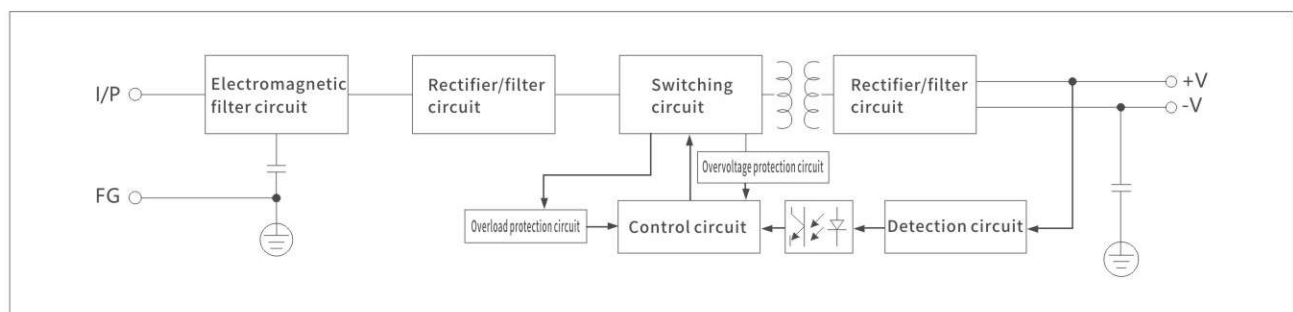 I/P
Electromagnetic
filter circuit
Rectifier/filter
circuit
Switching
circuit
Rectifier/filter
circuit
+V
-V
FG
Overvoltage protection circuit
Overload protection circuit
Control circuit
Detection circuit